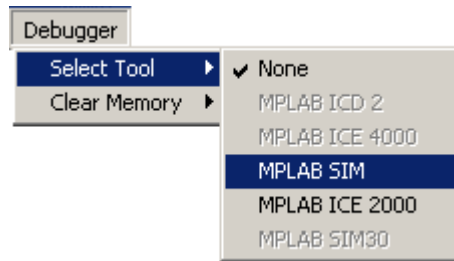 Debugger
Select Tool
Clear Memory
None
MPLAB ICD 2
MPLAB ICE 4000
MPLAB SIM
MPLAB ICE 2000
MPLAB SIM30